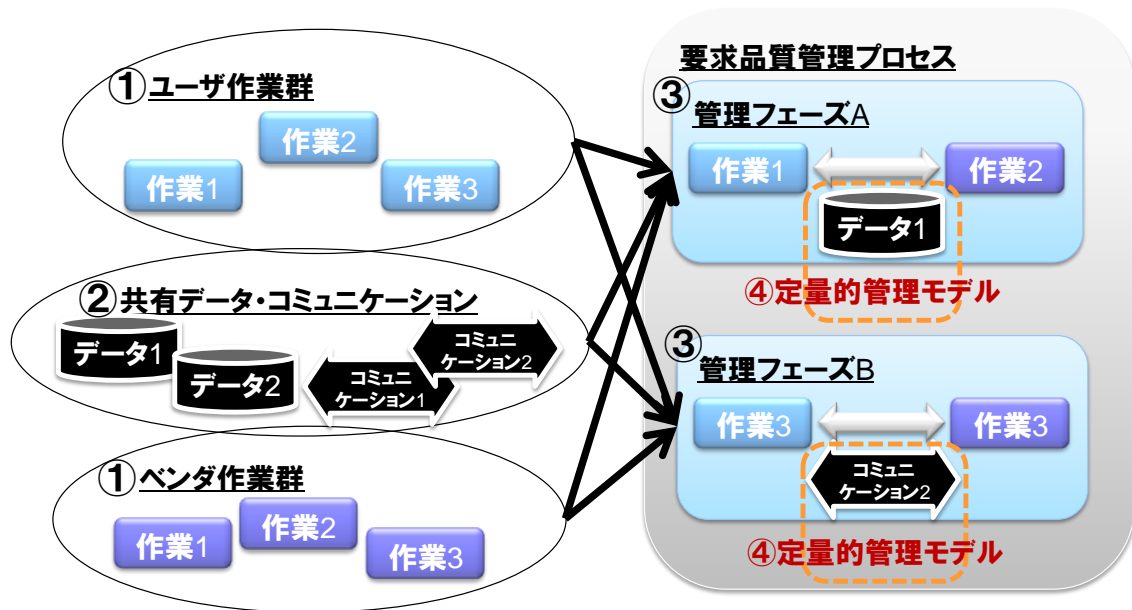 ①ユーザ作業群
作業2
作業1
作業3
②共有データ・コミュニケーション
データ1
データ2
コミュニ
ケーション1
コミュニ
ケーション2
①ベンダ作業群
作業1
作業2
作業3
要求品質管理プロセス
③
管理フェーズA
作業1
作業2
データ1
④定量的管理モデル
③
管理フェーズB
作業3
作業3
コミュニ
ケーション2
④定量的管理モデル